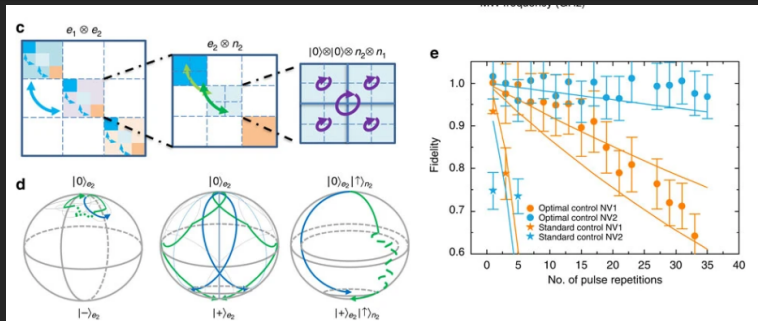 c
e₁ ⊗ e₂
e₂ ⊗ n₂
|0⟩⊗|0⟩⊗ n₂⊗ n₁
d
|0⟩e₂
|0⟩e₂
|0⟩e₂|↑⟩n₂
|−⟩e₂
|+⟩e₂
|+⟩e₂|↑⟩n₂
e
Fidelity
1.0
0.9
0.8
0.7
0.6
Optimal control NV1
Optimal control NV2
Standard control NV1
Standard control NV2
0 5 10 15 20 25 30 35 40
No. of pulse repetitions